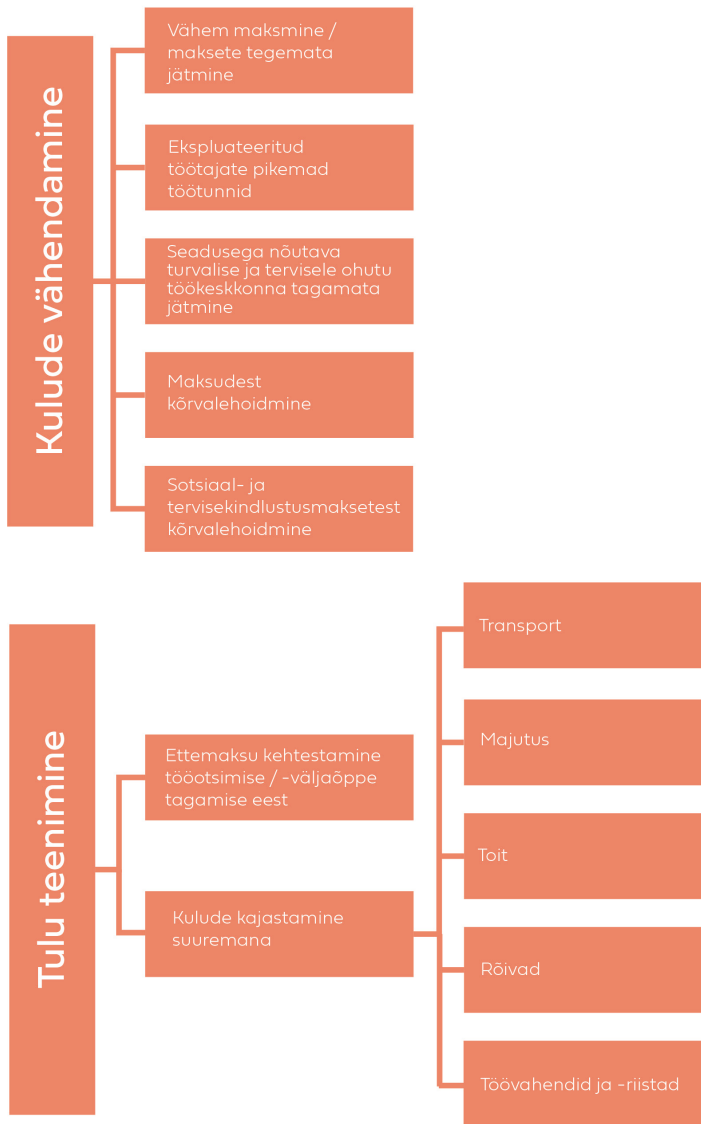 Kulude vähendamine
Vähem maksmine /
maksete tegemata
jätmine
Ekspluateeritud
töötajate pikemad
töötunnid
Seadusega nõutava
turvalise ja tervisele ohutu
töökeskkonna tagamata
jätmine
Maksudest
kõrvalehoidmine
Sotsiaal- ja
tervisekindlustusmaksetest
kõrvalehoidmine
Tulu teenimine
Ettemaksu kehtestamine
tööotsimise / -väljaõppe
tagamise eest
Kulude kajastamine
suuremana
Transport
Majutus
Toit
Rõivad
Töövahendid ja -riistad